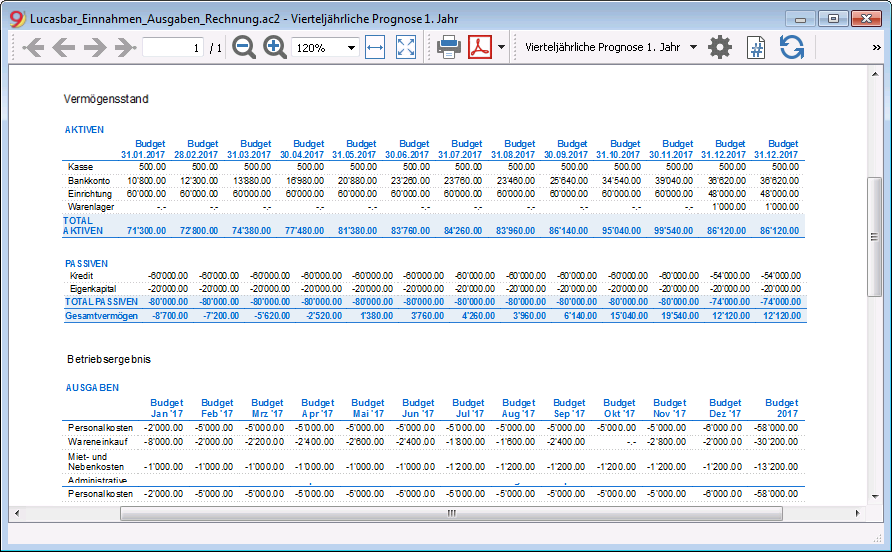 Lucasbar_Einnahmen_Ausgaben_Rechnung.ac2 - Vierteljährliche Prognose 1. Jahr
1 / 1 120% Vierteljährliche Prognose 1. Jahr # »
Vermögensstand
AKTIVEN
Budget Budget Budget Budget Budget Budget Budget Budget Budget Budget Budget Budget Budget
31.01.2017 28.02.2017 31.03.2017 30.04.2017 31.05.2017 30.06.2017 31.07.2017 31.08.2017 30.09.2017 31.10.2017 30.11.2017 31.12.2017 31.12.2017
Kasse 500.00 500.00 500.00 500.00 500.00 500.00 500.00 500.00 500.00 500.00 500.00 500.00 500.00
Bankkonto 10'800.00 12'300.00 13'880.00 16'980.00 20'880.00 23'260.00 23'760.00 23'460.00 25'640.00 34'540.00 39'040.00 36'620.00 36'620.00
Einrichtung 60'000.00 60'000.00 60'000.00 60'000.00 60'000.00 60'000.00 60'000.00 60'000.00 60'000.00 60'000.00 60'000.00 48'000.00 48'000.00
Warenlager -.- -.- -.- -.- -.- -.- -.- -.- -.- -.- -.- 1'000.00 1'000.00
TOTAL
AKTIVEN 71'300.00 72'800.00 74'380.00 77'480.00 81'380.00 83'760.00 84'260.00 83'960.00 86'140.00 95'040.00 99'540.00 86'120.00 86'120.00
PASSIVEN
Kredit -60'000.00 -60'000.00 -60'000.00 -60'000.00 -60'000.00 -60'000.00 -60'000.00 -60'000.00 -60'000.00 -60'000.00 -60'000.00 -54'000.00 -54'000.00
Eigenkapital -20'000.00 -20'000.00 -20'000.00 -20'000.00 -20'000.00 -20'000.00 -20'000.00 -20'000.00 -20'000.00 -20'000.00 -20'000.00 -20'000.00 -20'000.00
TOTAL PASSIVEN -80'000.00 -80'000.00 -80'000.00 -80'000.00 -80'000.00 -80'000.00 -80'000.00 -80'000.00 -80'000.00 -80'000.00 -80'000.00 -74'000.00 -74'000.00
Gesamtvermögen -8'700.00 -7'200.00 -5'620.00 -2'520.00 1'380.00 3'760.00 4'260.00 3'960.00 6'140.00 15'040.00 19'540.00 12'120.00 12'120.00
Betriebsergebnis
AUSGABEN
Budget Budget Budget Budget Budget Budget Budget Budget Budget Budget Budget Budget Budget
Jan '17 Feb '17 Mrz '17 Apr '17 Mai '17 Jun '17 Jul '17 Aug '17 Sep '17 Okt '17 Nov '17 Dez '17 2017
Personalkosten -2'000.00 -5'000.00 -5'000.00 -5'000.00 -5'000.00 -5'000.00 -5'000.00 -5'000.00 -5'000.00 -5'000.00 -5'000.00 -6'000.00 -58'000.00
Wareneinkauf -8'000.00 -2'000.00 -2'200.00 -2'400.00 -2'600.00 -2'400.00 -1'800.00 -1'600.00 -2'400.00 -.- -2'800.00 -2'000.00 -30'200.00
Miet- und
Nebenkosten -1'000.00 -1'000.00 -1'000.00 -1'000.00 -1'000.00 -1'000.00 -1'200.00 -1'200.00 -1'200.00 -1'200.00 -1'200.00 -1'200.00 -13'200.00
Administrative
Personalkosten -2'000.00 -5'000.00 -5'000.00 -5'000.00 -5'000.00 -5'000.00 -5'000.00 -5'000.00 -5'000.00 -5'000.00 -5'000.00 -6'000.00 -58'000.00